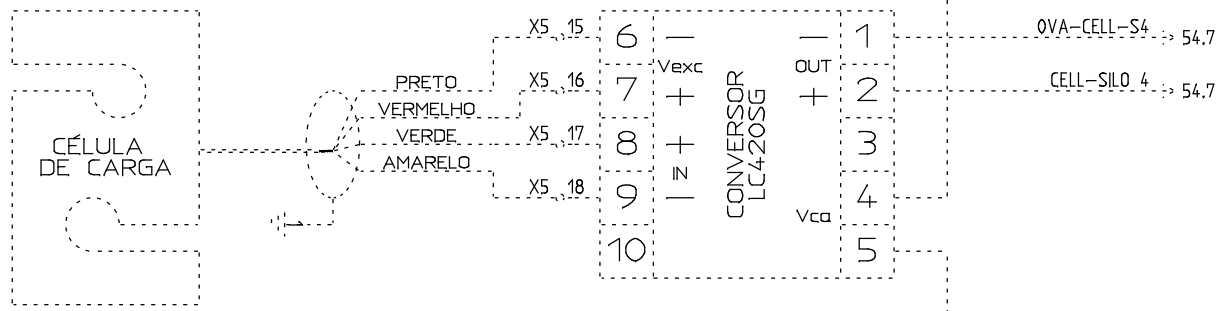 X5 15
6
—
—
1
0VA-CELL-S4
54.7
PRETO
X5 16
Vexc
OUT
7
+
+
2
CELL-SILO 4
54.7
VERMELHO
VERDE
X5 17
8
+
3
AMARELO
IN
X5 18
9
—
4
Vca
10
5
CÉLULA
DE CARGA
CONVERSOR
LC420SG